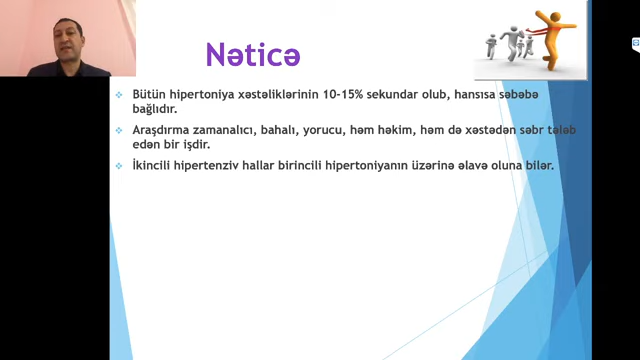 Nəticə
Bütün hipertoniya xəstəliklərinin 10-15% sekundar olub, hansısa səbəbə
bağlıdır.
Araşdırma zamanalıcı, bahalı, yorucu, həm həkim, həm də xəstədən səbr tələb
edən bir işdir.
İkincili hipertenziv hallar birincili hipertoniyanın üzərinə əlavə oluna bilər.